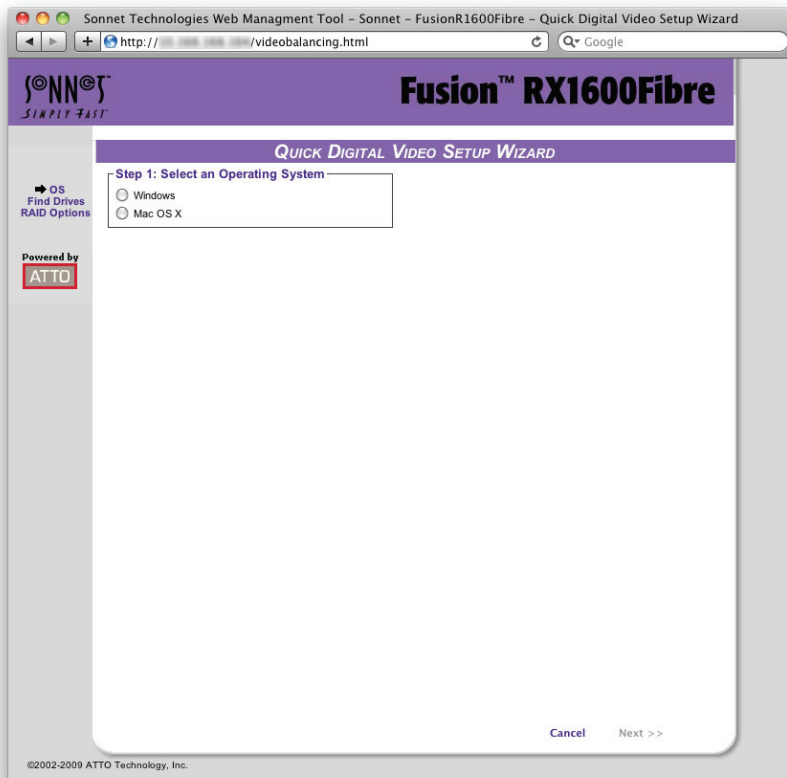 Sonnet Technologies Web Managment Tool – Sonnet – FusionR1600Fibre – Quick Digital Video Setup Wizard
http:// /videobalancing.html
Google
SONNET™
SIMPLY FAST™
Fusion™ RX1600Fibre
QUICK DIGITAL VIDEO SETUP WIZARD
Step 1: Select an Operating System
Windows
Mac OS X
OS
Find Drives
RAID Options
Powered by
ATTO
Cancel
Next >>
©2002-2009 ATTO Technology, Inc.